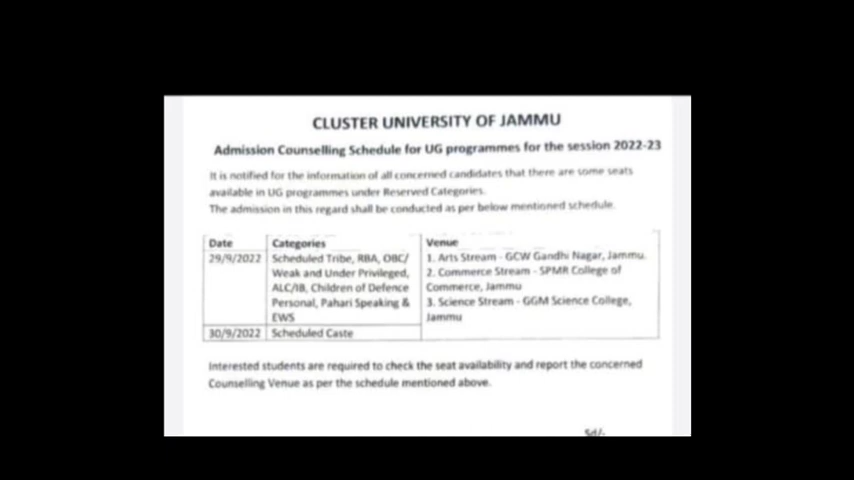 CLUSTER UNIVERSITY OF JAMMU
Admission Counselling Schedule for UG programmes for the session 2022-23
It is notified for the information of all concerned candidates that there are some seats
available in UG programmes under Reserved Categories.
The admission in this regard shall be conducted as per below mentioned schedule.
Date Categories Venue
29/9/2022 Scheduled Tribe, RBA, OBC/
Weak and Under Privileged,
ALC/IB, Children of Defence
Personal, Pahari Speaking &
EWS
1. Arts Stream - GCW Gandhi Nagar, Jammu.
2. Commerce Stream - SPMR College of
Commerce, Jammu
3. Science Stream - GGM Science College,
Jammu
30/9/2022 Scheduled Caste
Interested students are required to check the seat availability and report the concerned
Counselling Venue as per the schedule mentioned above.
Sd/-